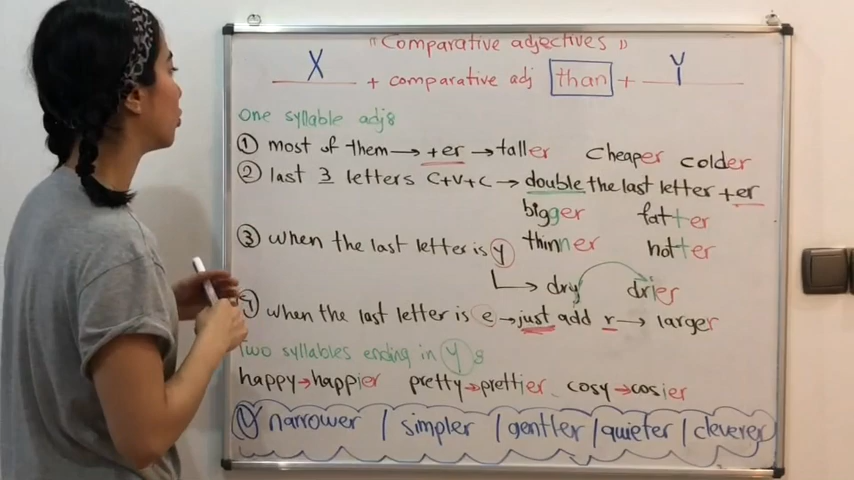 "Comparative adjectives"
X + comparative adj than + Y
One syllable adjs
① most of them → +er → taller cheaper colder
② last 3 letters C+V+C → double the last letter + er
bigger fatter
③ when the last letter is y thinner hotter
→ dry dries
④ when the last letter is e → just add r → larger
Two syllables ending in y :
happy → happier pretty → prettier cosy → cosier
narrower / simpler / gentler / quieter / cleverer